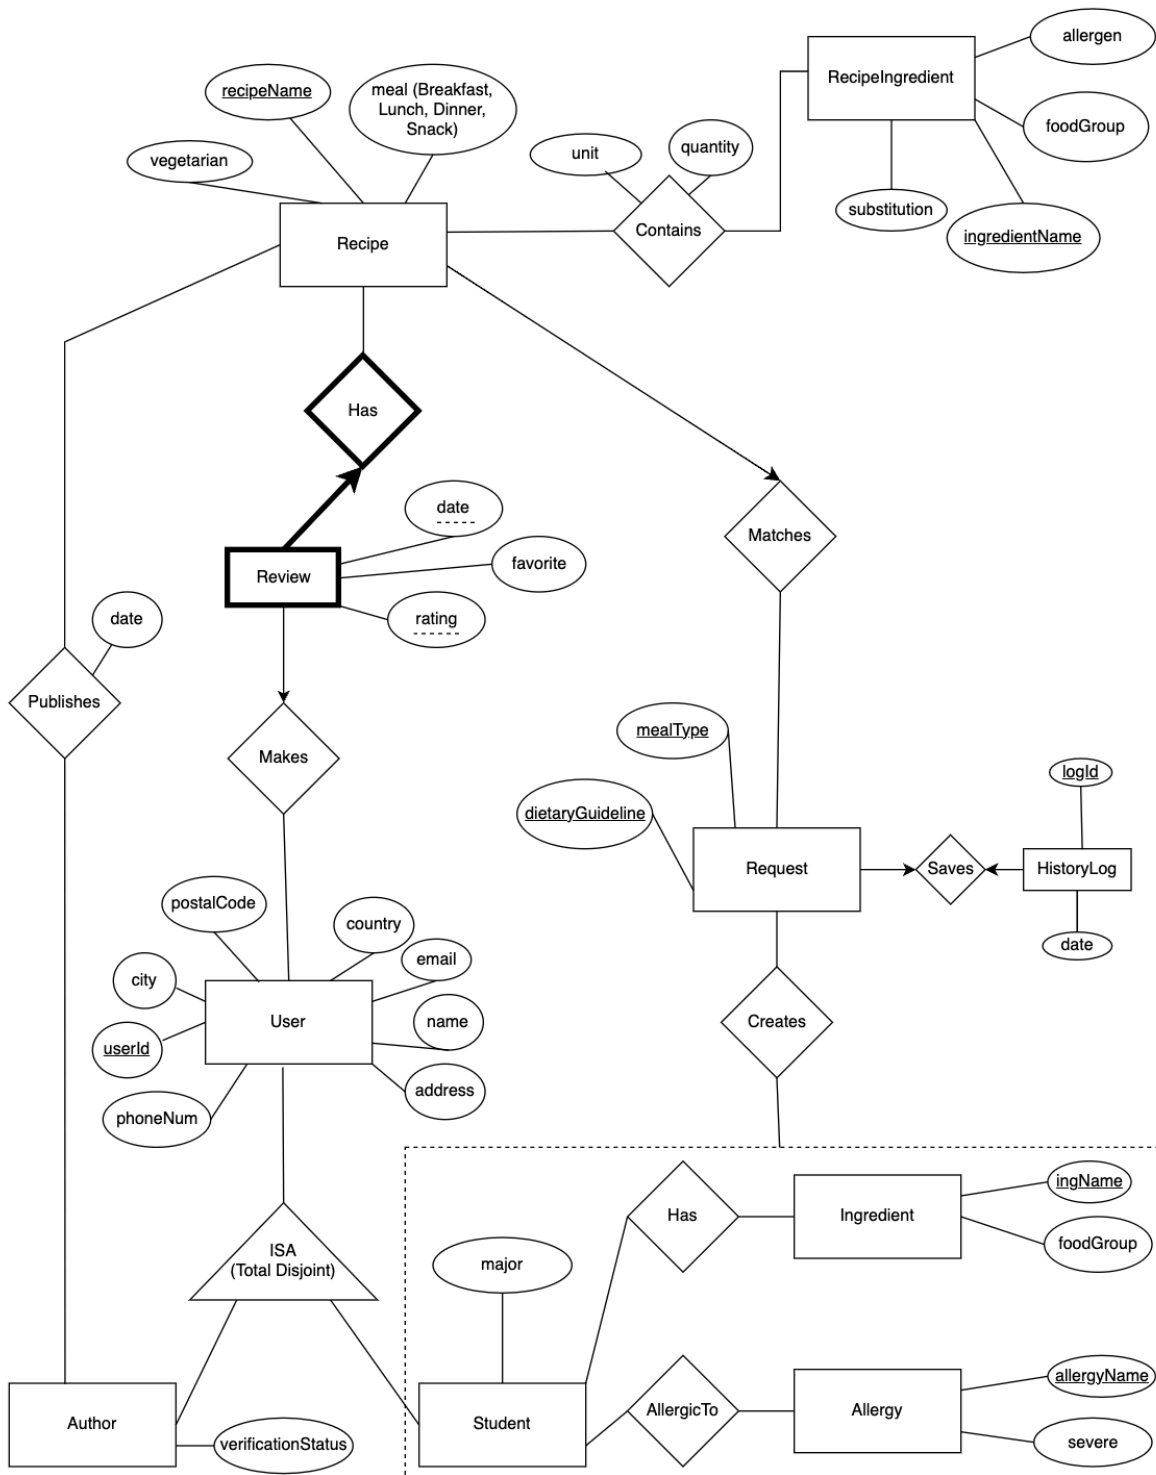 allergen
RecipeIngredient
recipeName
meal (Breakfast,
Lunch, Dinner,
Snack)
foodGroup
unit
quantity
vegetarian
substitution
Contains
ingredientName
Recipe
Has
date
Matches
favorite
Review
date
rating
Publishes
mealType
Makes
logId
dietaryGuideline
Request
Saves
HistoryLog
postalCode
country
date
email
city
User
name
Creates
userId
address
phoneNum
ingName
Has
Ingredient
foodGroup
ISA
(Total Disjoint)
major
allergyName
Author
Student
AllergicTo
Allergy
verificationStatus
severe